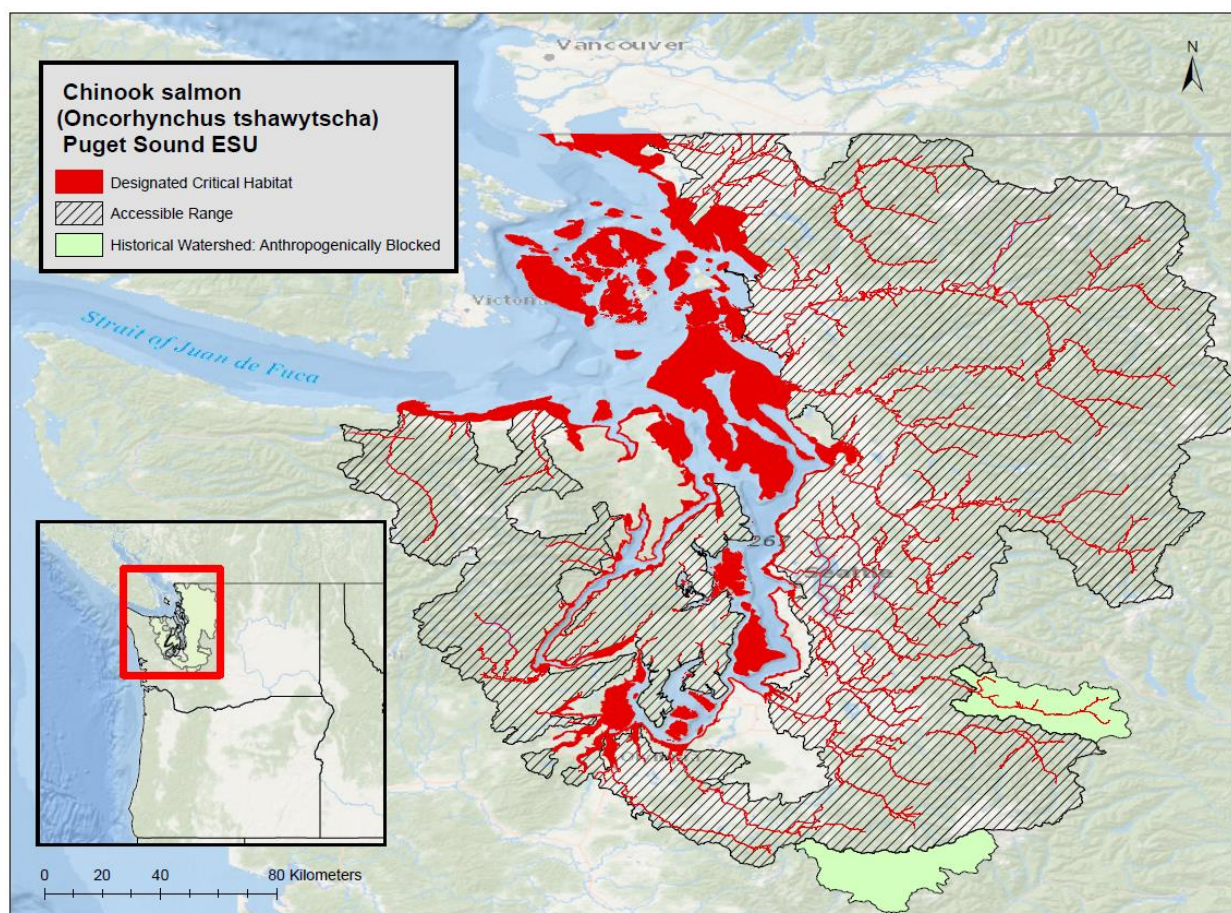 Vancouver
N
Chinook salmon
(Oncorhynchus tshawytscha)
Puget Sound ESU
Designated Critical Habitat
Accessible Range
Historical Watershed: Anthropogenically Blocked
Strait of Juan de Fuca
267
0 20 40 80 Kilometers